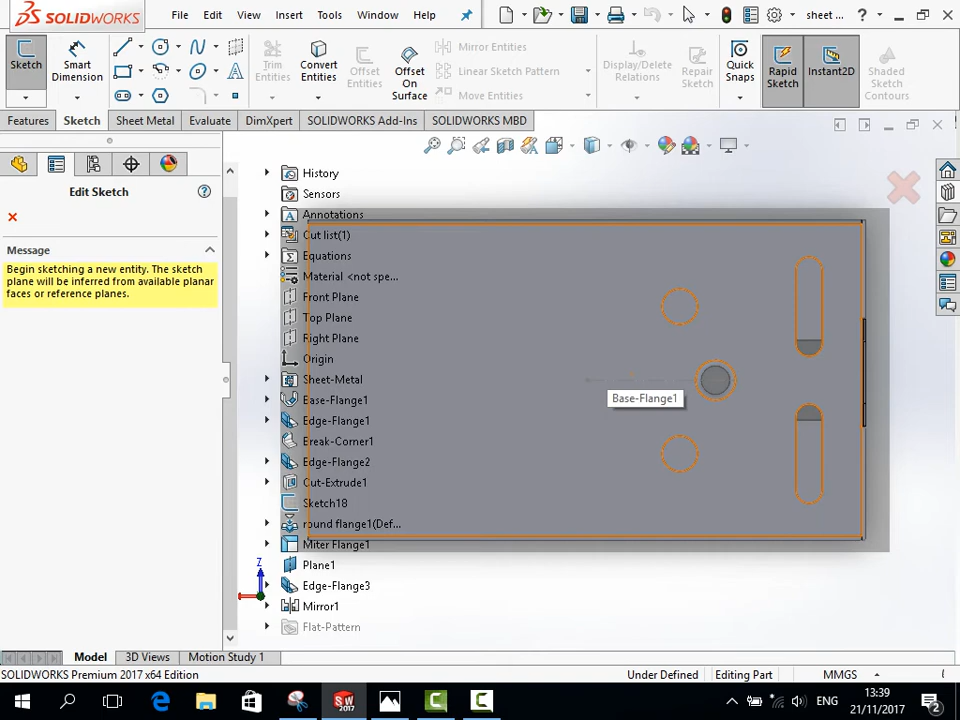 SOLIDWORKS
File Edit View Insert Tools Window Help
sheet ...
Sketch
Smart Dimension
Trim Entities
Convert Entities
Offset Entities
Offset On Surface
Mirror Entities
Linear Sketch Pattern
Move Entities
Display/Delete Relations
Repair Sketch
Quick Snaps
Rapid Sketch
Instant2D
Shaded Sketch Contours
Features Sketch Sheet Metal Evaluate DimXpert SOLIDWORKS Add-Ins SOLIDWORKS MBD
Edit Sketch
Message
Begin sketching a new entity. The sketch
plane will be inferred from available planar
faces or reference planes.
History
Sensors
Annotations
Cut list(1)
Equations
Material <not spe...
Front Plane
Top Plane
Right Plane
Origin
Sheet-Metal
Base-Flange1
Edge-Flange1
Break-Corner1
Edge-Flange2
Cut-Extrude1
Sketch18
round flange1(Def...
Miter Flange1
Plane1
Edge-Flange3
Mirror1
Flat-Pattern
Base-Flange1
Z
Model 3D Views Motion Study 1
SOLIDWORKS Premium 2017 x64 Edition Under Defined Editing Part MMGS
SW
2017
ENG
13:39
21/11/2017
2